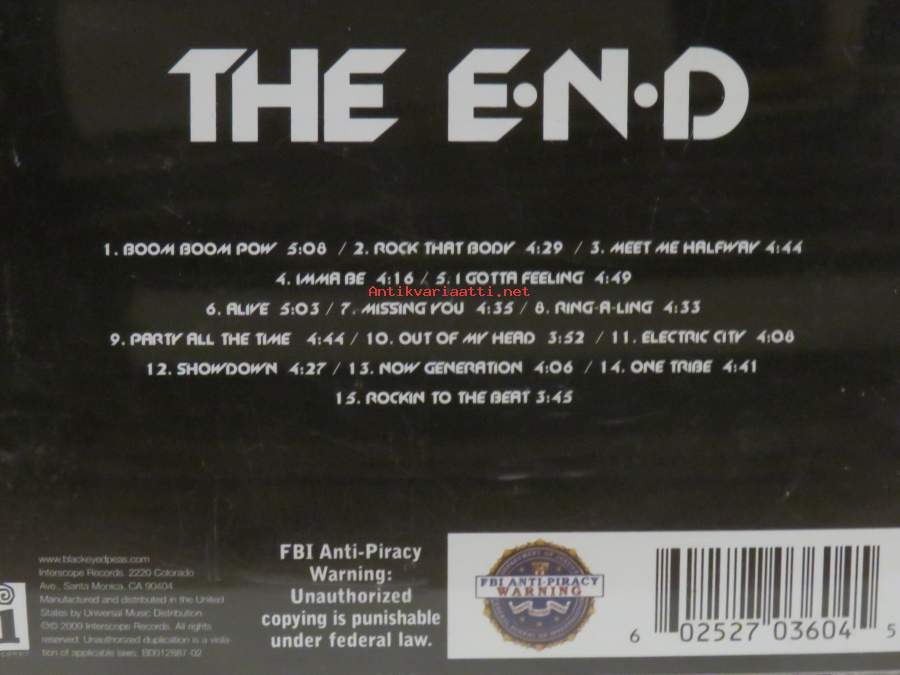 THE E·N·D
1. BOOM BOOM POW 5:08 / 2. ROCK THAT BODY 4:29 / 3. MEET ME HALFWAY 4:44
4. IMMA BE 4:16 / 5. I GOTTA FEELING 4:49
Antikvariaatti.net
6. ALIVE 5:03 / 7. MISSING YOU 4:35 / 8. RING-A-LING 4:33
9. PARTY ALL THE TIME 4:44 / 10. OUT OF MY HEAD 3:52 / 11. ELECTRIC CITY 4:08
12. SHOWDOWN 4:27 / 13. NOW GENERATION 4:06 / 14. ONE TRIBE 4:41
15. ROCKIN TO THE BEAT 3:45
www.blackeyedpeas.com
Interscope Records, 2220 Colorado
Ave., Santa Monica, CA 90404.
Manufactured and distributed in the United
States by Universal Music Distribution.
℗© 2009 Interscope Records. All rights
reserved. Unauthorized duplication is a viola-
tion of applicable laws. B0012887-02
FBI Anti-Piracy
Warning:
Unauthorized
copying is punishable
under federal law.
FBI ANTI-PIRACY
WARNING
6 02527 03604 5